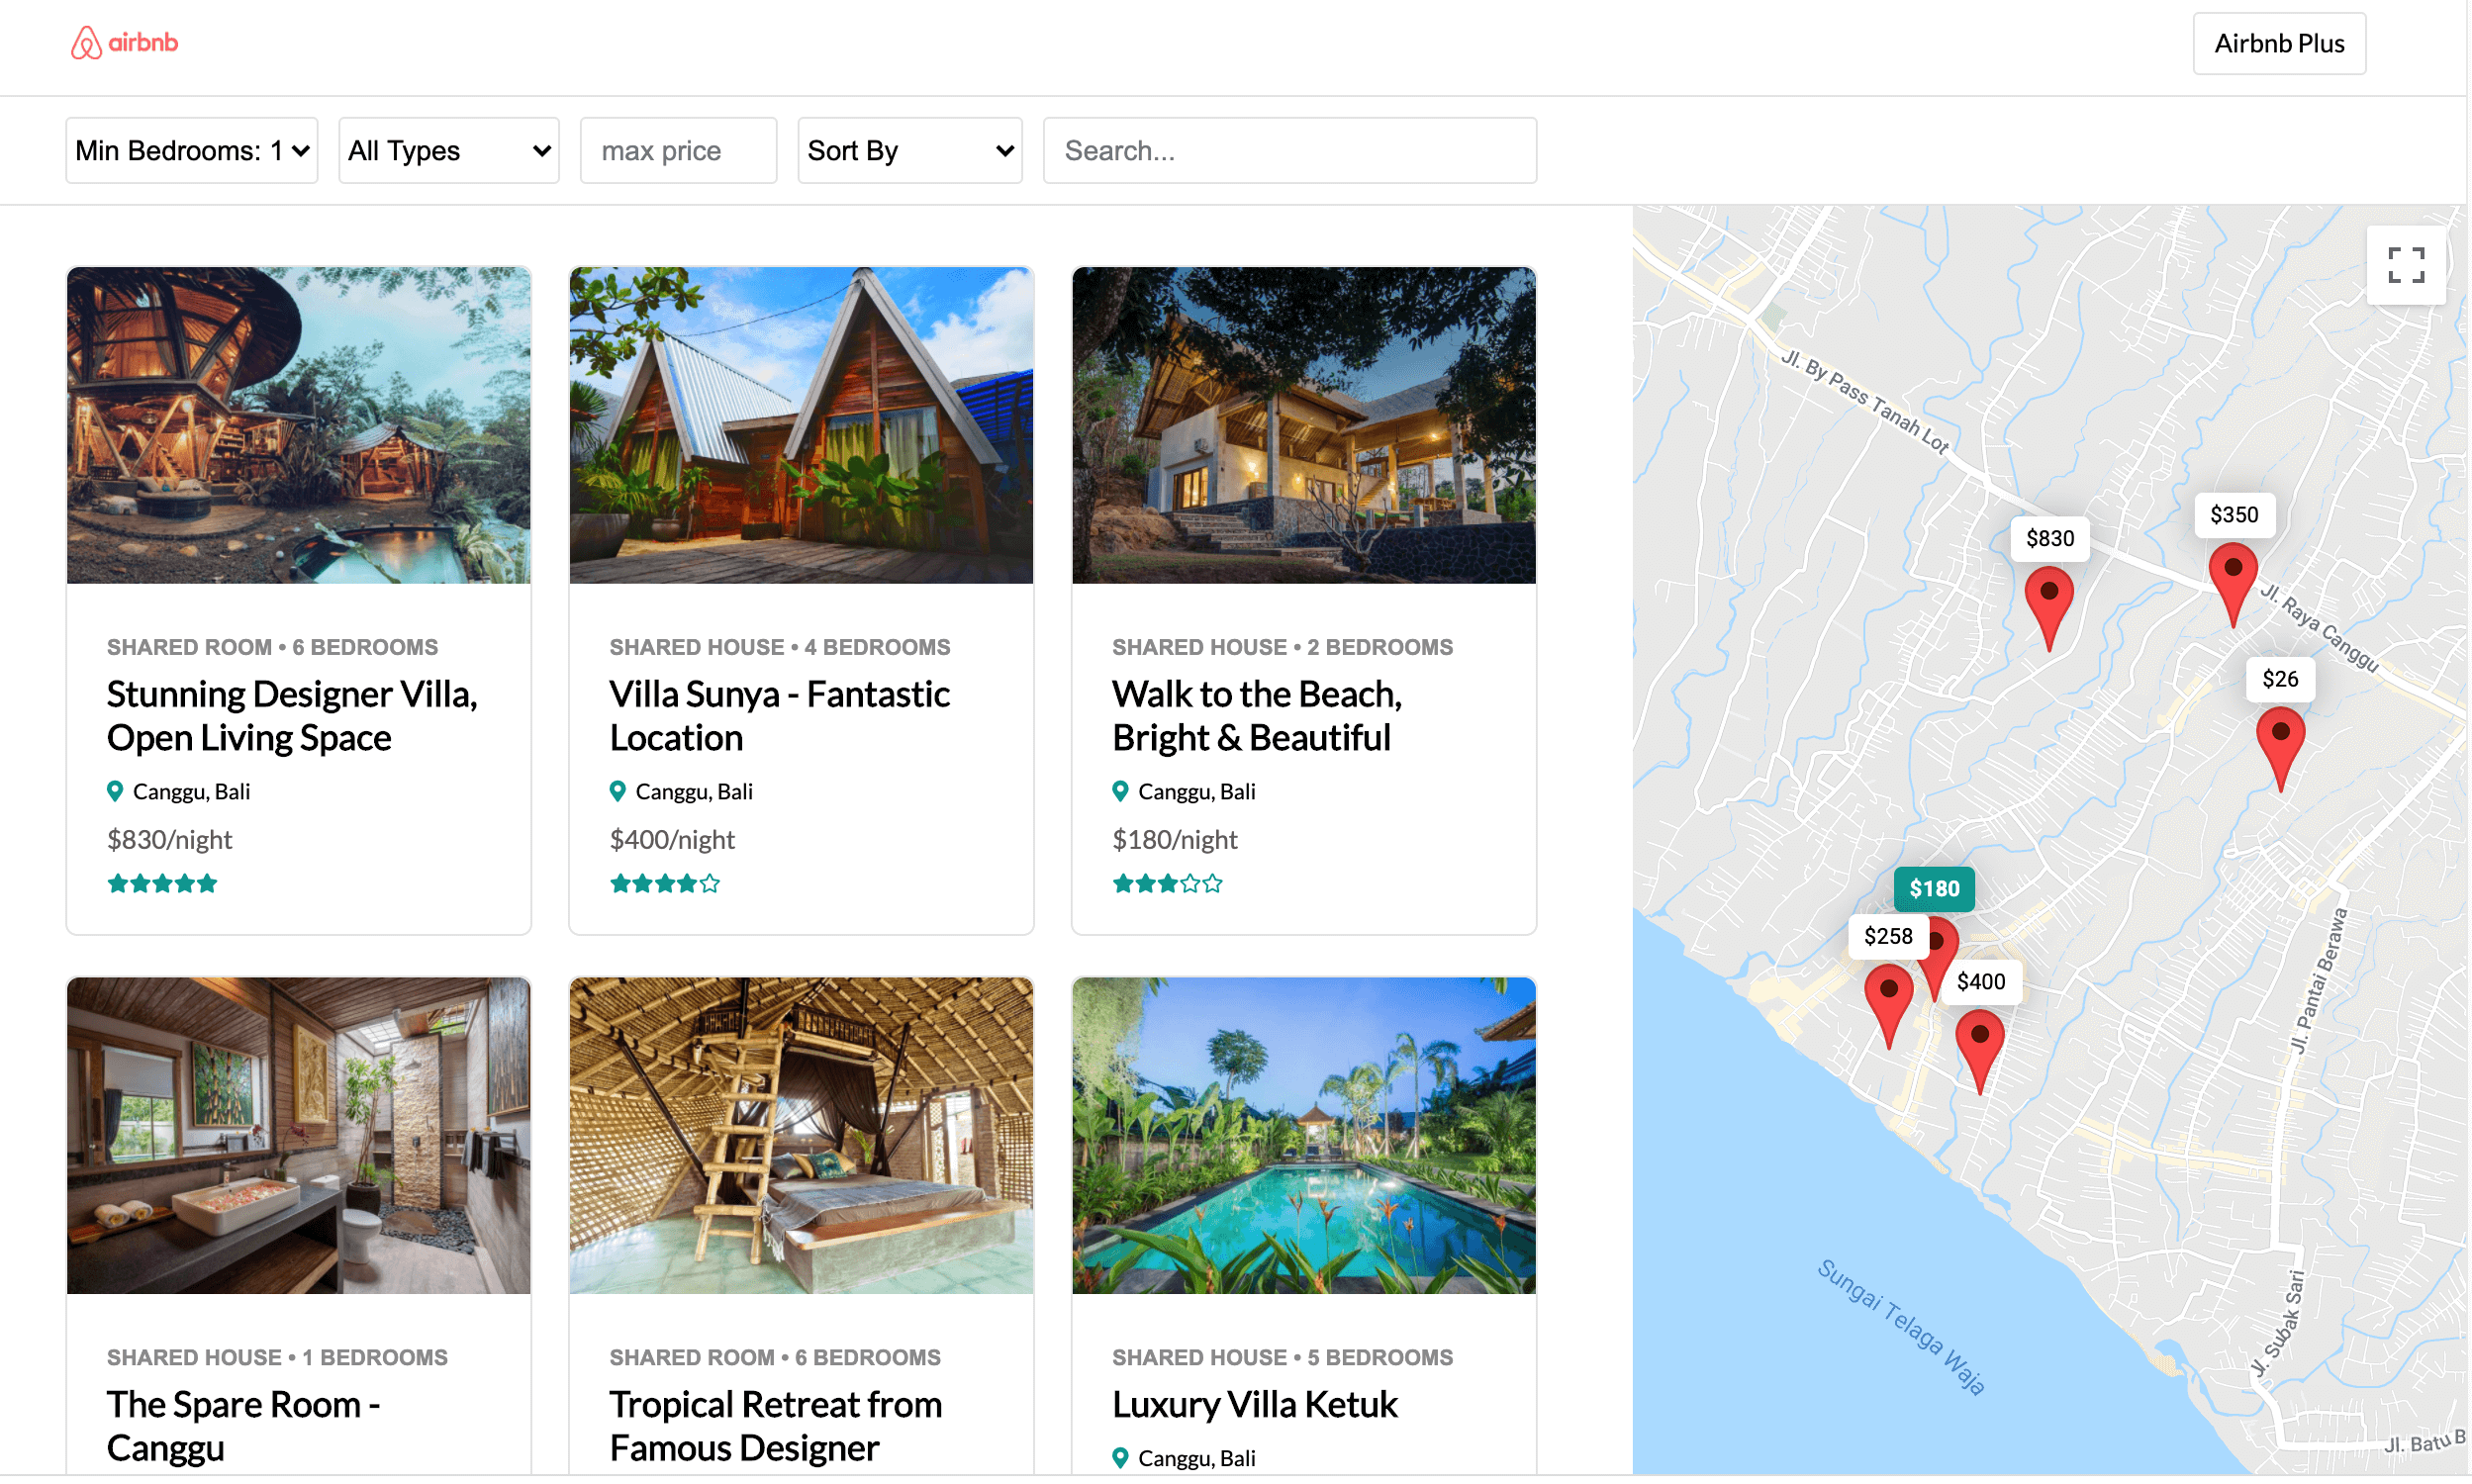 airbnb
Airbnb Plus
Min Bedrooms: 1
All Types
max price
Sort By
Search...
SHARED ROOM • 6 BEDROOMS
Stunning Designer Villa,
Open Living Space
Canggu, Bali
$830/night
SHARED HOUSE • 4 BEDROOMS
Villa Sunya - Fantastic
Location
Canggu, Bali
$400/night
SHARED HOUSE • 2 BEDROOMS
Walk to the Beach,
Bright & Beautiful
Canggu, Bali
$180/night
SHARED HOUSE • 1 BEDROOMS
The Spare Room -
Canggu
SHARED ROOM • 6 BEDROOMS
Tropical Retreat from
Famous Designer
SHARED HOUSE • 5 BEDROOMS
Luxury Villa Ketuk
Canggu, Bali
Jl. By Pass Tanah Lot
$830
$350
Jl. Raya Canggu
$26
$180
$258
$400
Jl. Pantai Berawa
Sungai Telaga Waja
Jl. Subak Sari
Jl. Batu B